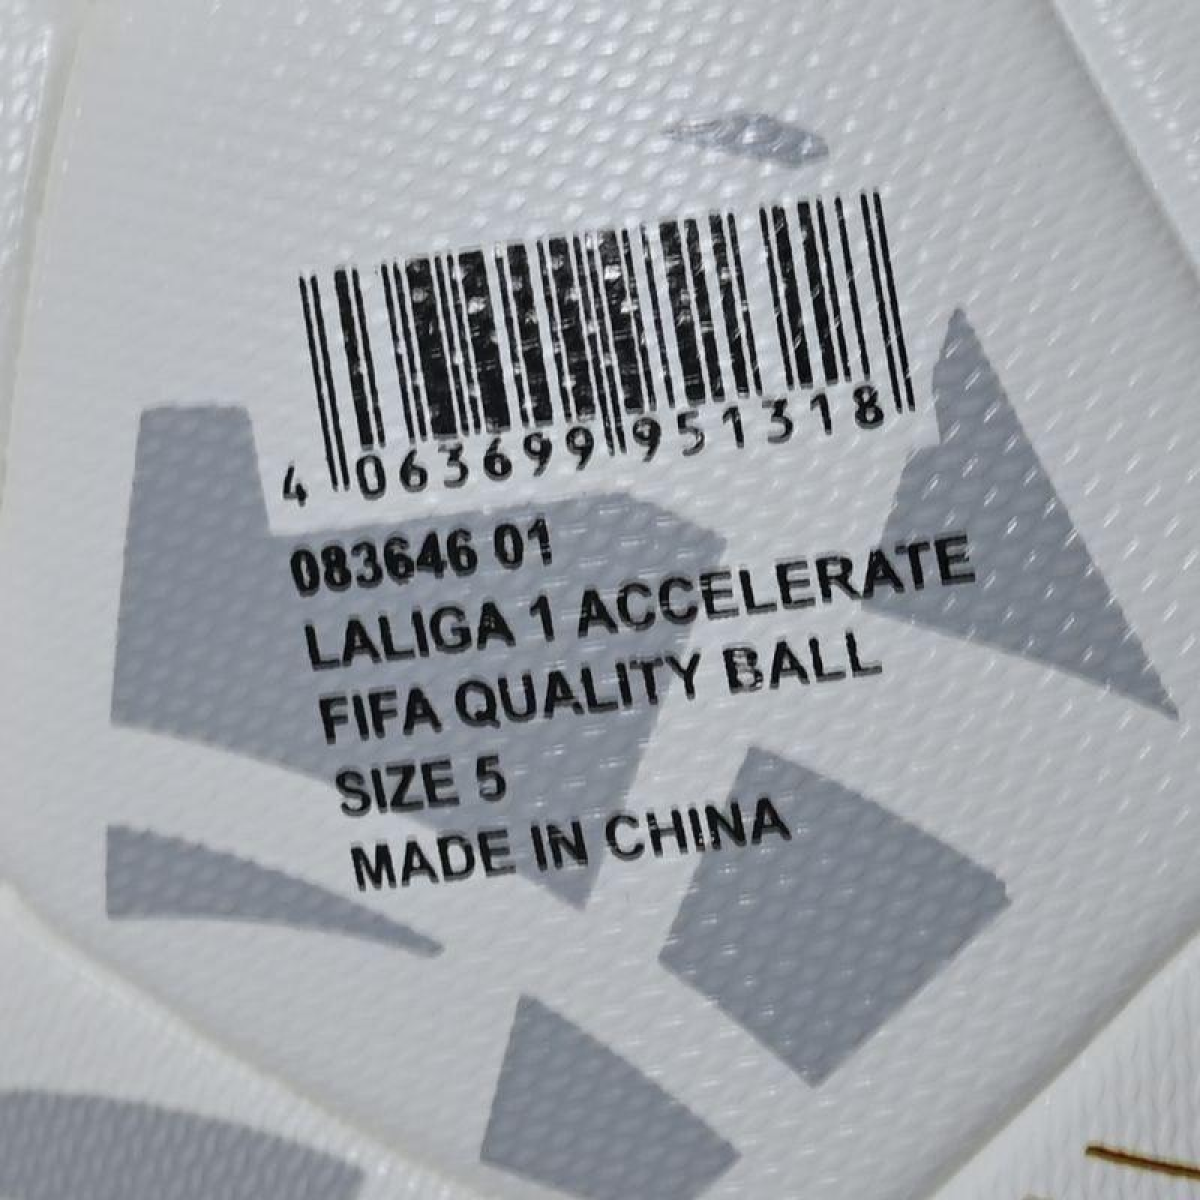 4 063699 951318
083646 01
LALIGA 1 ACCELERATE
FIFA QUALITY BALL
SIZE 5
MADE IN CHINA